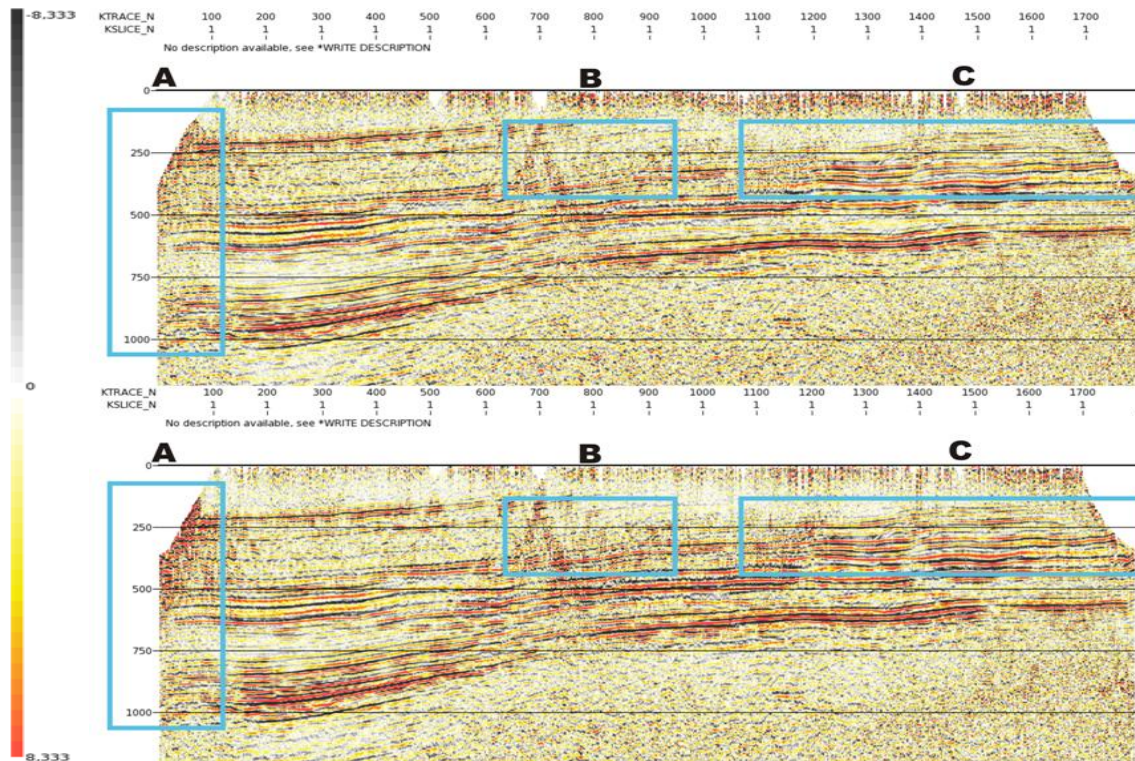 -8.333
KTRACE_N 100 200 300 400 500 600 700 800 900 1000 1100 1200 1300 1400 1500 1600 1700
KSLICE_N 1 1 1 1 1 1 1 1 1 1 1 1 1 1 1 1 1
No description available, see *WRITE DESCRIPTION
A B C
0
250
500
750
1000
0
KTRACE_N 100 200 300 400 500 600 700 800 900 1000 1100 1200 1300 1400 1500 1600 1700
KSLICE_N 1 1 1 1 1 1 1 1 1 1 1 1 1 1 1 1 1
No description available, see *WRITE DESCRIPTION
A B C
0
250
500
750
1000
8.333